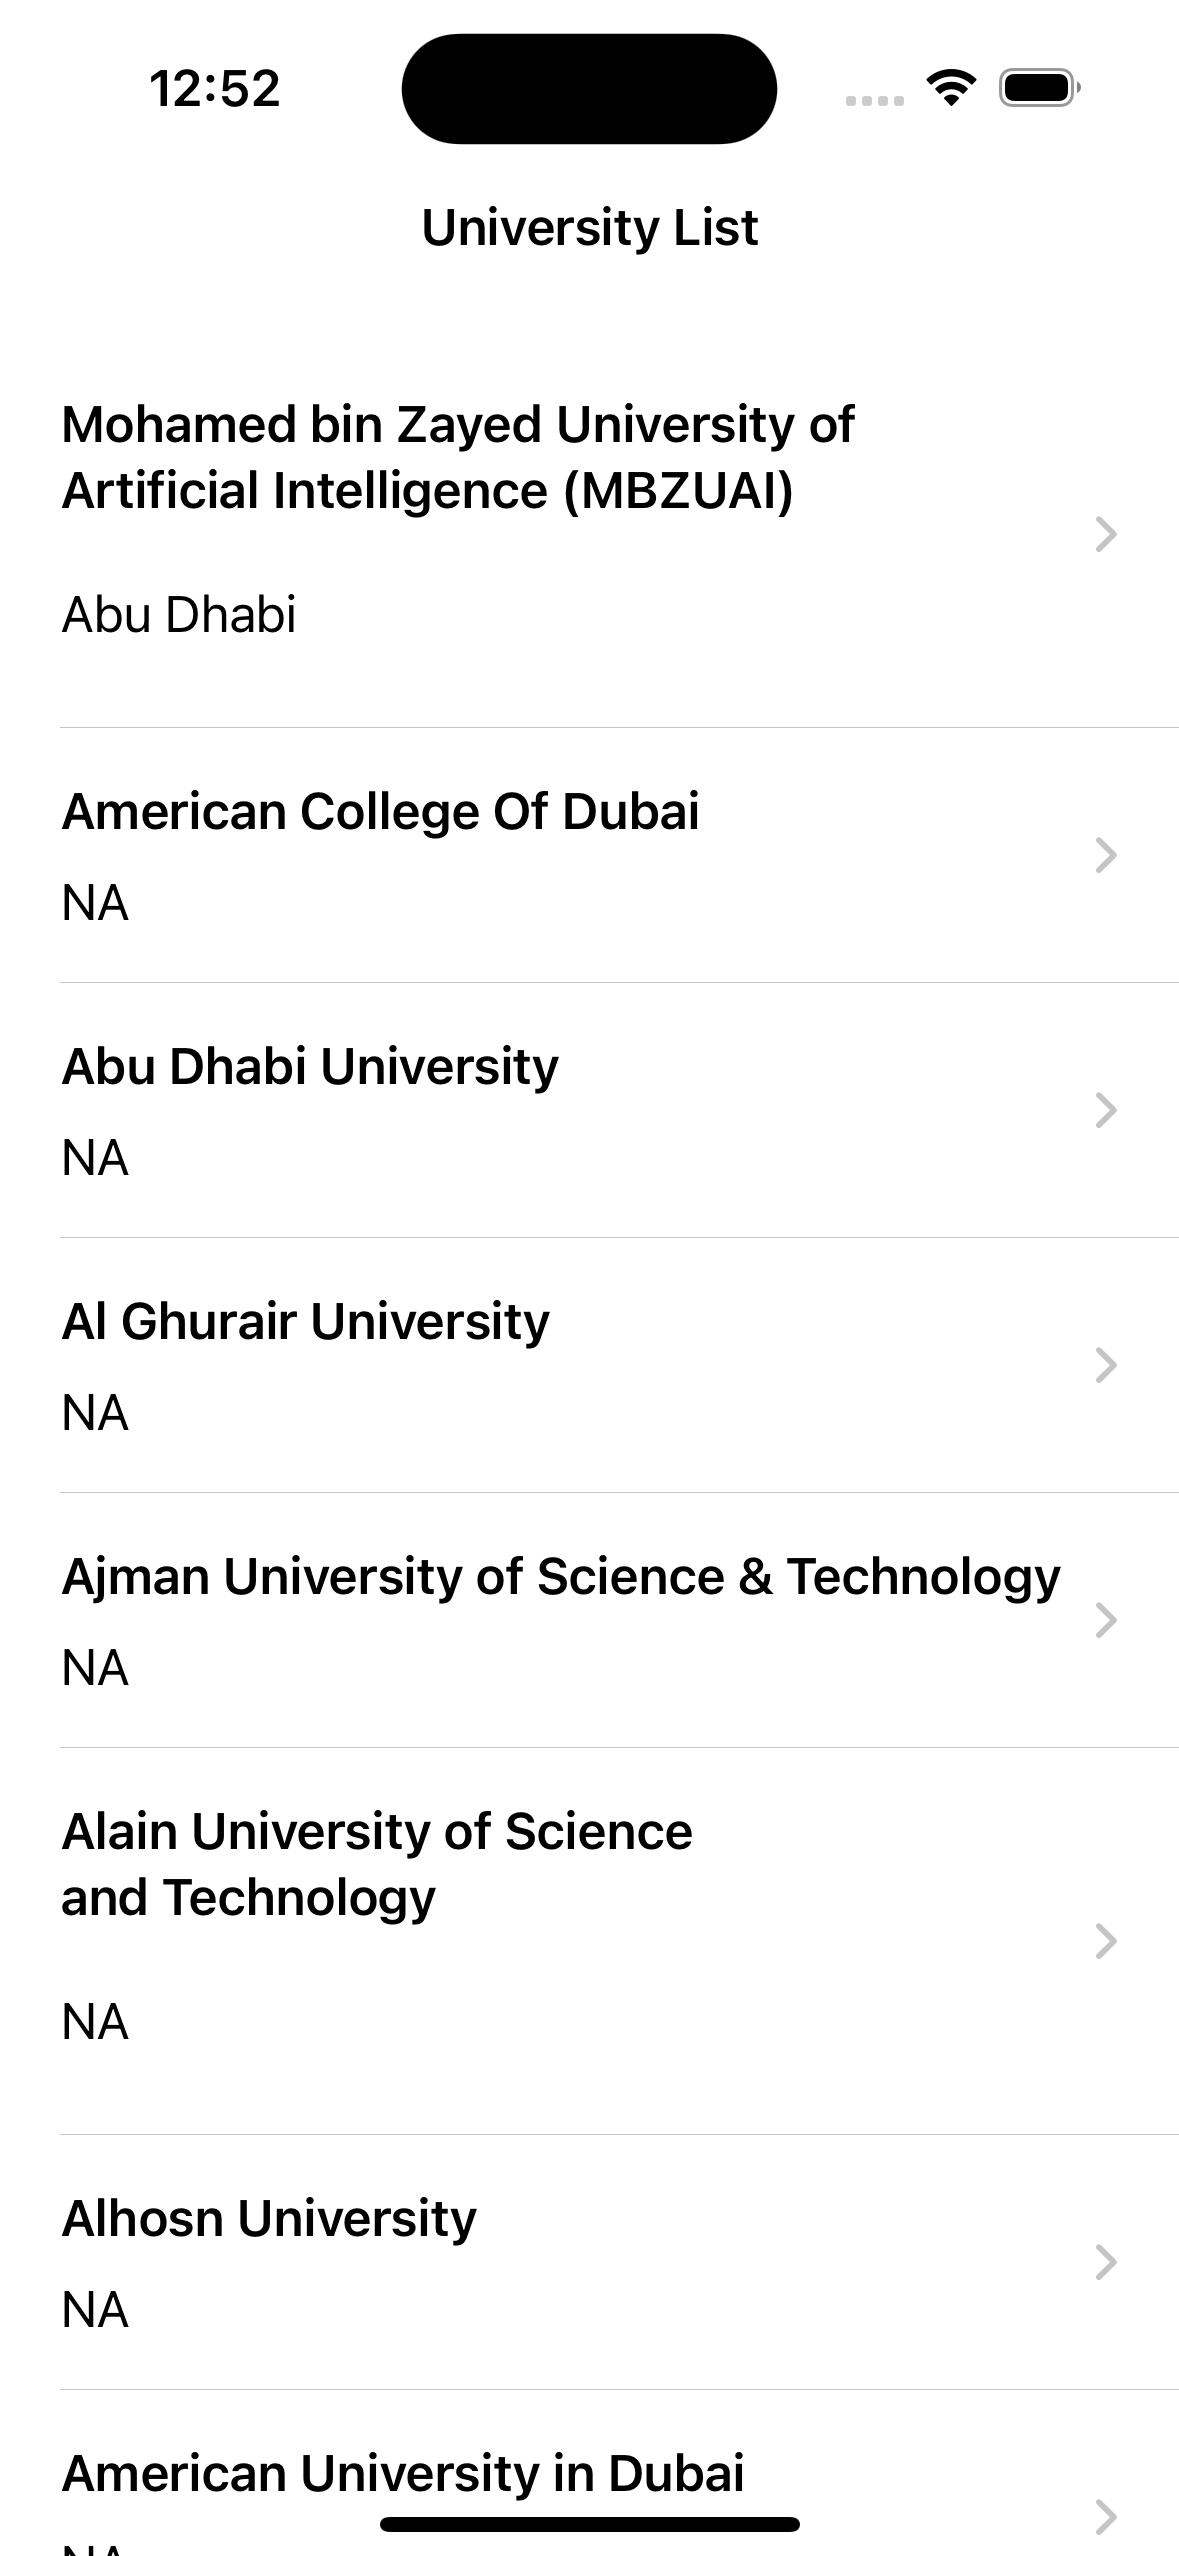 12:52
University List
Mohamed bin Zayed University of
Artificial Intelligence (MBZUAI)
Abu Dhabi
American College Of Dubai
NA
Abu Dhabi University
NA
Al Ghurair University
NA
Ajman University of Science & Technology
NA
Alain University of Science
and Technology
NA
Alhosn University
NA
American University in Dubai
NA